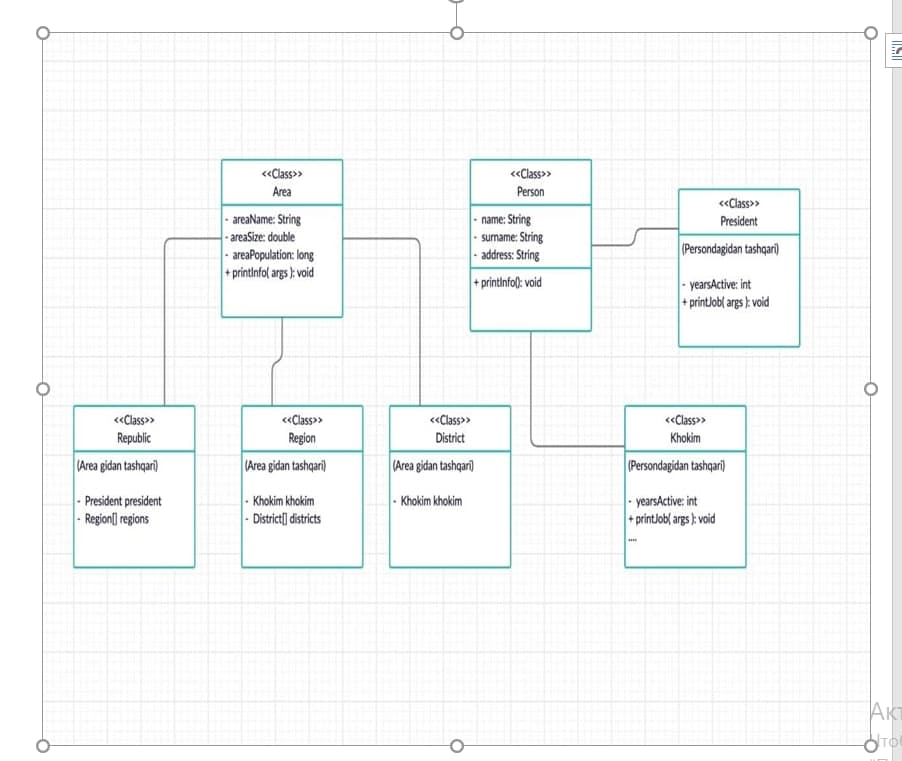 <<Class>>
Area
- areaName: String
- areaSize: double
- areaPopulation: long
+ printInfo( args ): void
<<Class>>
Person
- name: String
- surname: String
- address: String
+ printInfo(): void
<<Class>>
President
(Persondagidan tashqari)
- yearsActive: int
+ printJob( args ): void
<<Class>>
Republic
(Area gidan tashqari)
- President president
- Region[] regions
<<Class>>
Region
(Area gidan tashqari)
- Khokim khokim
- District[] districts
<<Class>>
District
(Area gidan tashqari)
- Khokim khokim
<<Class>>
Khokim
(Persondagidan tashqari)
- yearsActive: int
+ printJob( args ): void
....